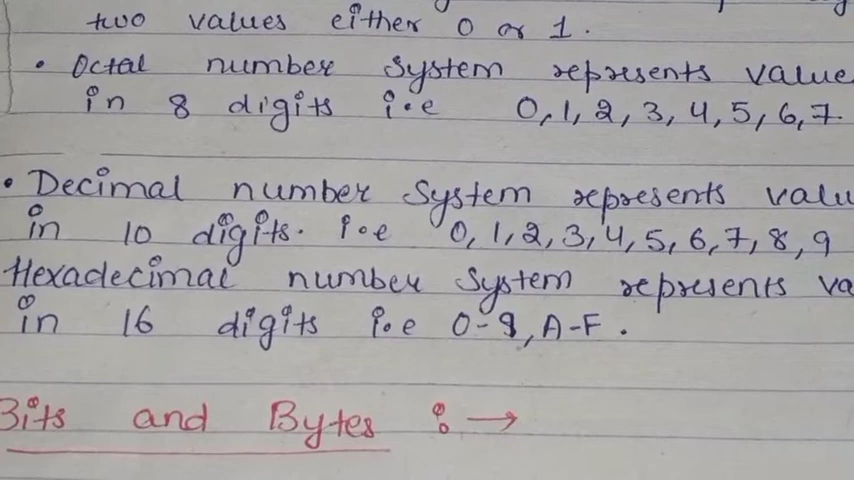 two values either 0 or 1.
• Octal number system represents value
in 8 digits i.e 0,1,2,3,4,5,6,7.
• Decimal number system represents valu
in 10 digits. i.e 0,1,2,3,4,5,6,7,8,9
Hexadecimal number system represents va
in 16 digits i.e 0-9, A-F.
Bits and Bytes :→